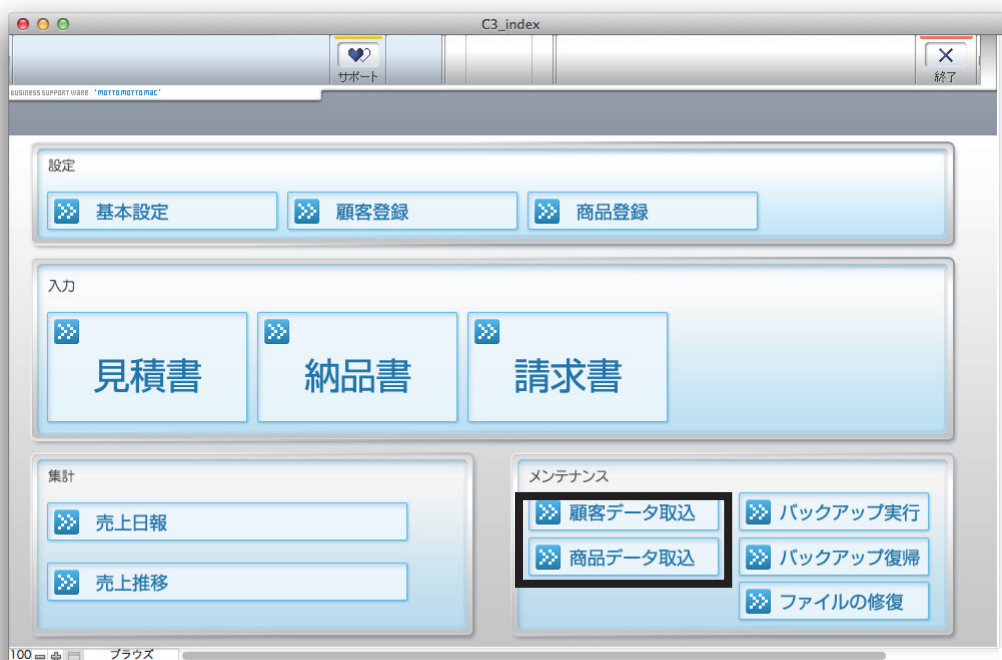 C3_index
サポート
終了
BUSINESS SUPPORT WARE 'MOTTOMOTTOMAC'
設定
基本設定
顧客登録
商品登録
入力
見積書
納品書
請求書
集計
売上日報
売上推移
メンテナンス
顧客データ取込
商品データ取込
バックアップ実行
バックアップ復帰
ファイルの修復
100
ブラウズ